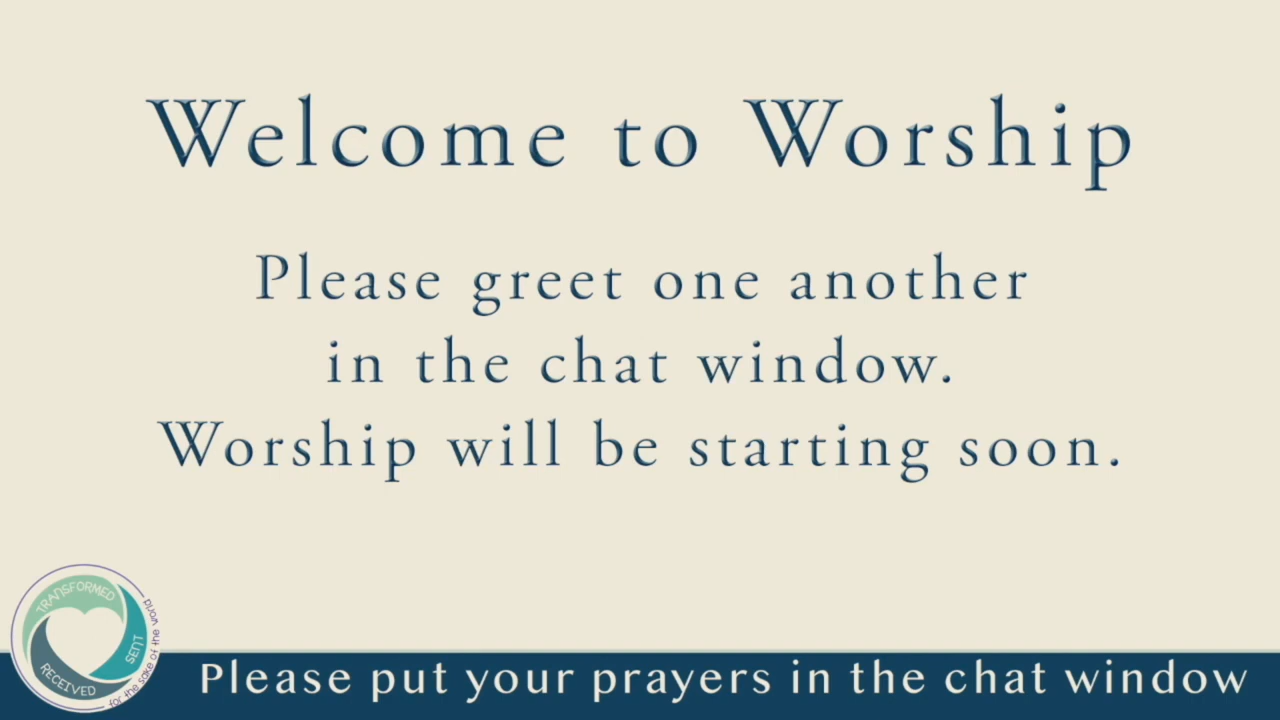 Welcome to Worship
Please greet one another
in the chat window.
Worship will be starting soon.
TRANSFORMED
SENT
RECEIVED
for the sake of the world
Please put your prayers in the chat window